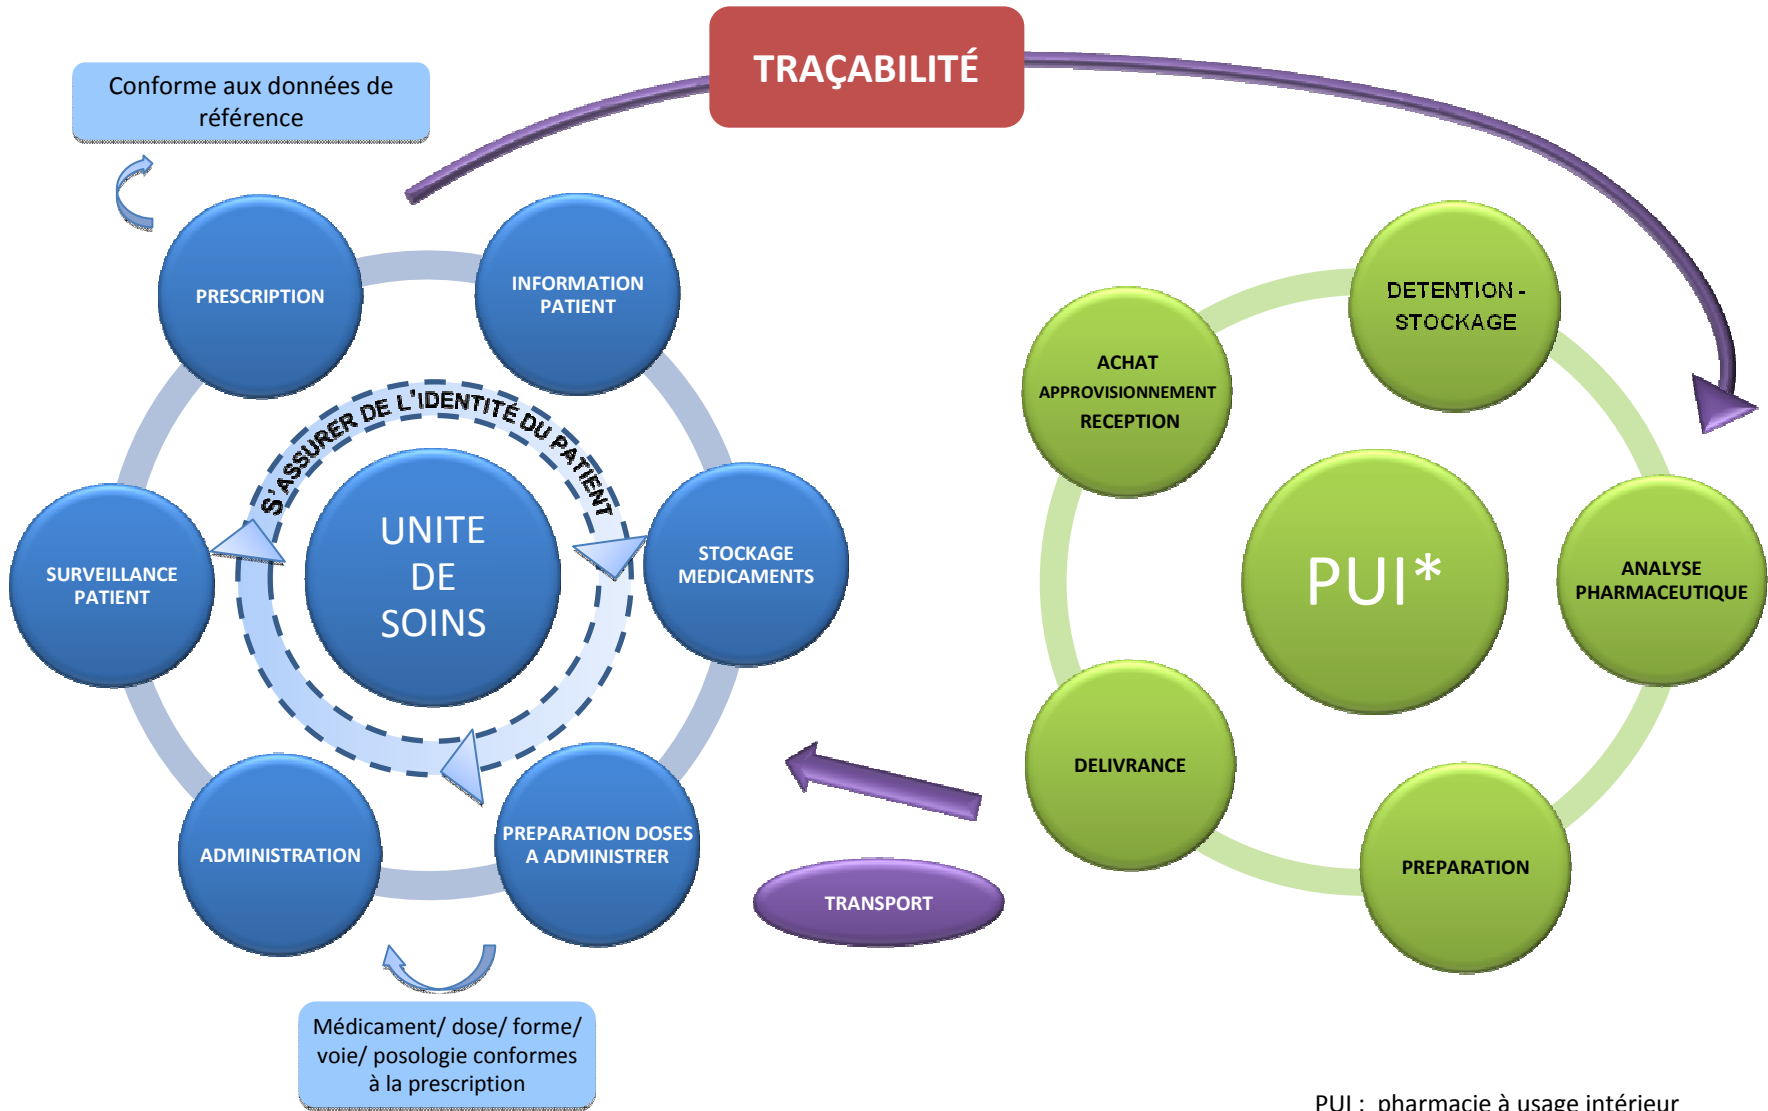 TRAÇABILITÉ
Conforme aux données de
référence
PRESCRIPTION
INFORMATION
PATIENT
S'ASSURER DE L'IDENTITÉ DU PATIENT
UNITE
DE
SOINS
SURVEILLANCE
PATIENT
STOCKAGE
MEDICAMENTS
ADMINISTRATION
PREPARATION DOSES
A ADMINISTRER
Médicament/ dose/ forme/
voie/ posologie conformes
à la prescription
TRANSPORT
DETENTION -
STOCKAGE
ACHAT
APPROVISIONNEMENT
RECEPTION
PUI*
ANALYSE
PHARMACEUTIQUE
DELIVRANCE
PREPARATION
PUI : pharmacie à usage intérieur